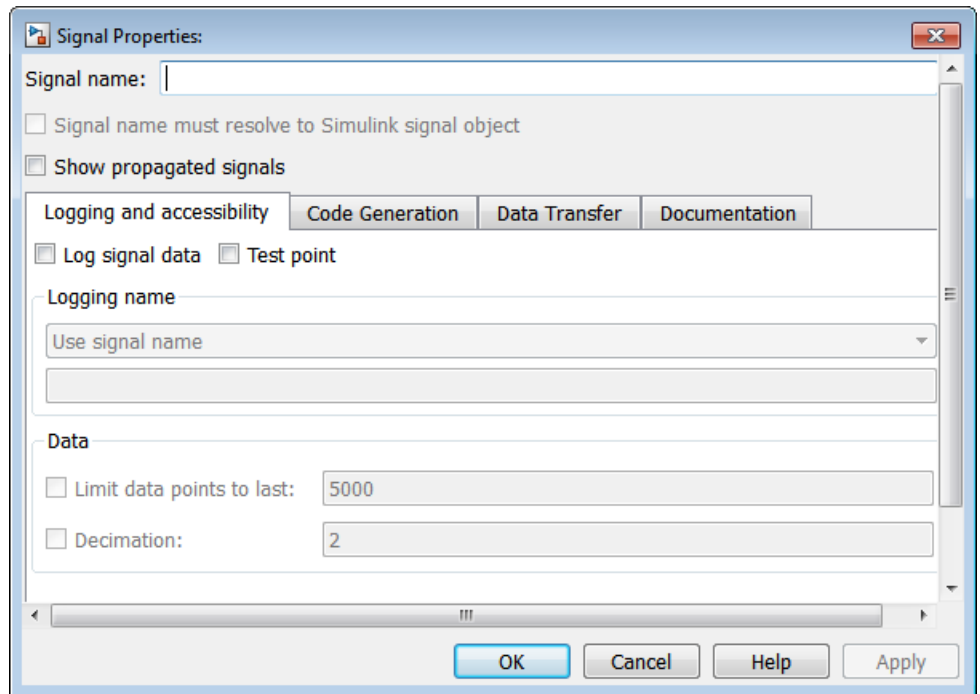 Signal Properties:
Signal name:
Signal name must resolve to Simulink signal object
Show propagated signals
Logging and accessibility Code Generation Data Transfer Documentation
Log signal data Test point
Logging name
Use signal name
Data
Limit data points to last: 5000
Decimation: 2
OK Cancel Help Apply